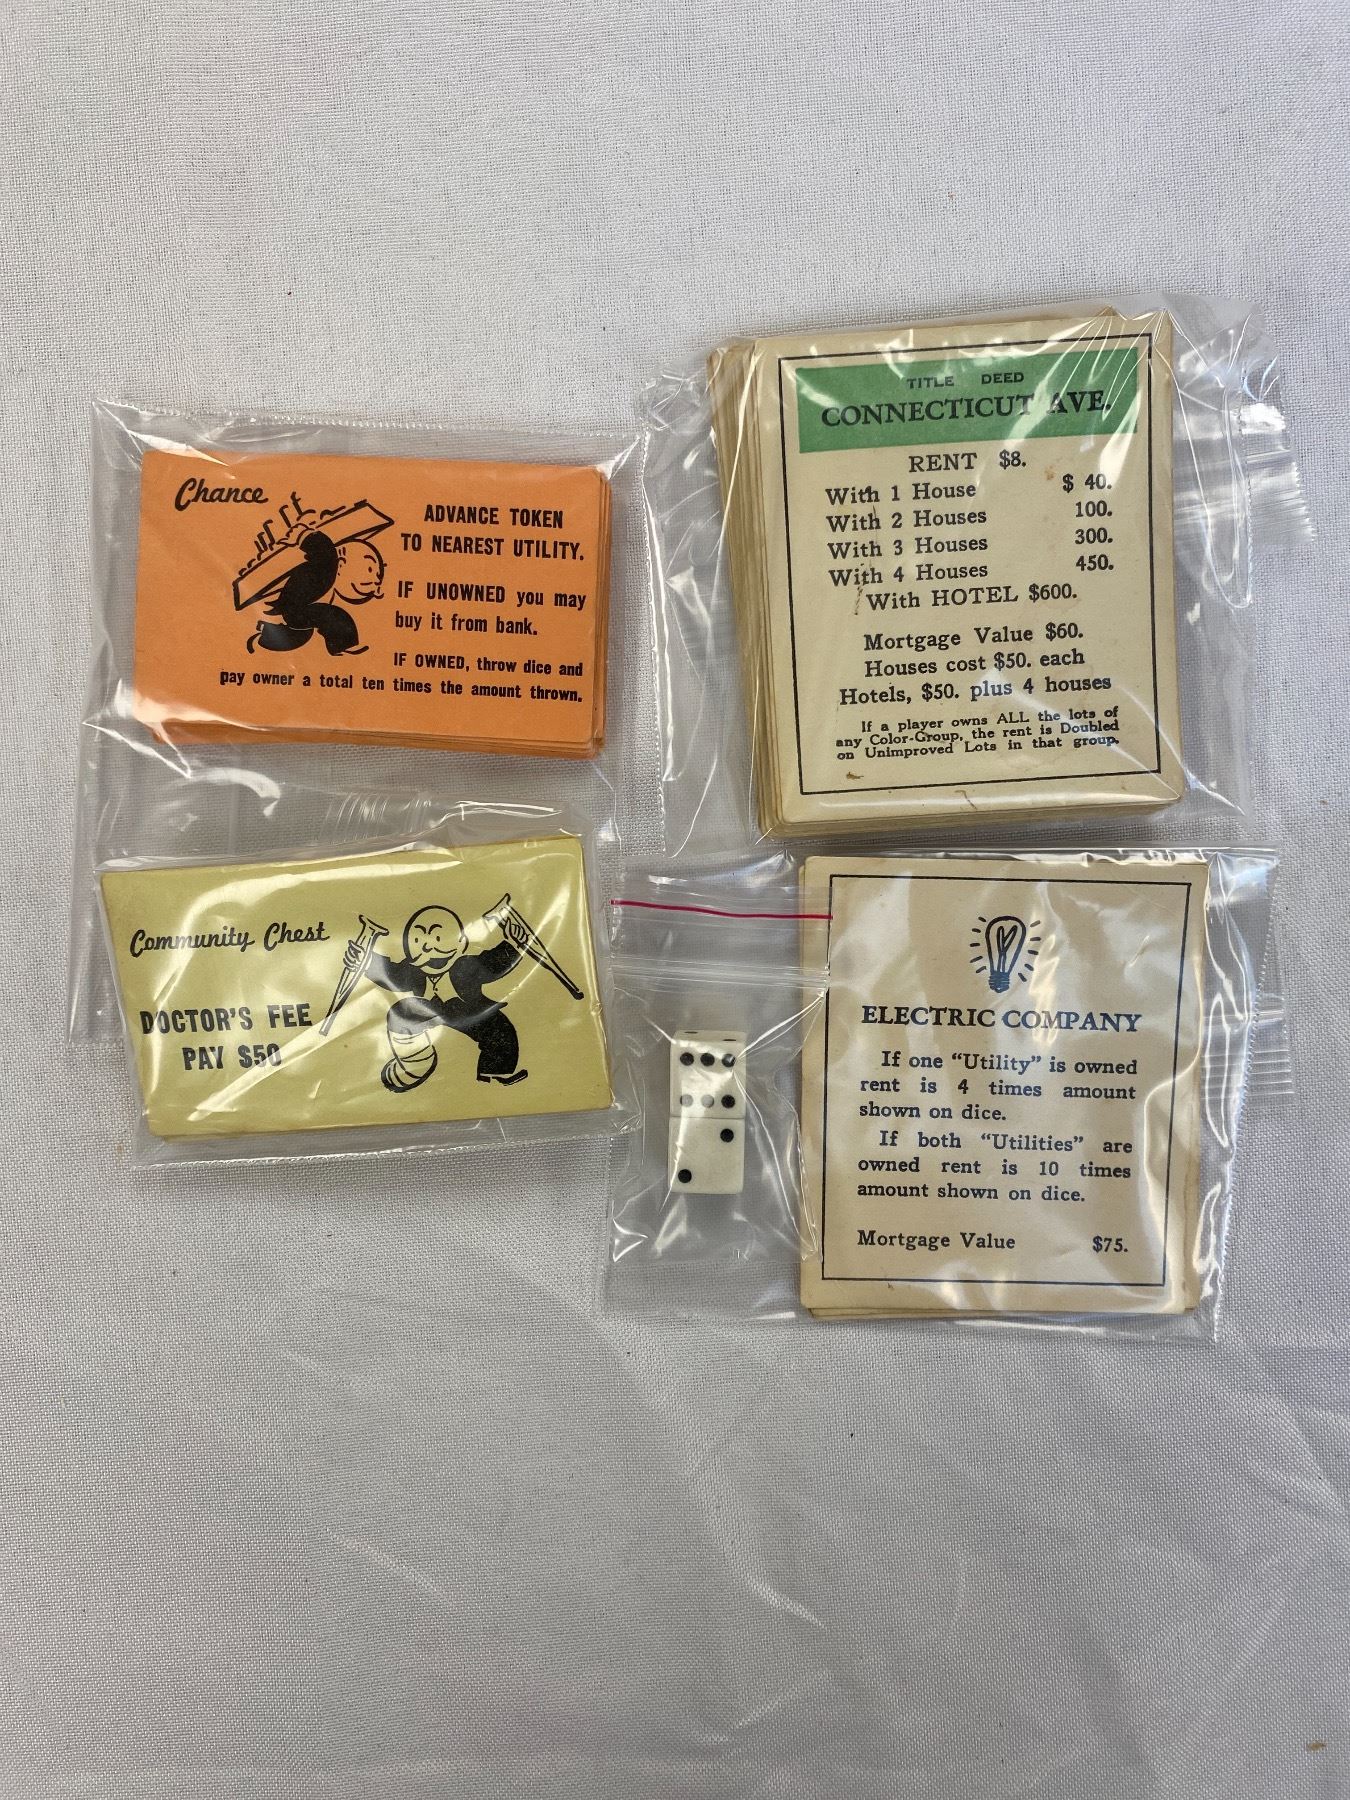 Chance
ADVANCE TOKEN
TO NEAREST UTILITY.
IF UNOWNED you may
buy it from bank.
IF OWNED, throw dice and
pay owner a total ten times the amount thrown.
TITLE DEED
CONNECTICUT AVE.
RENT $8.
With 1 House $ 40.
With 2 Houses 100.
With 3 Houses 300.
With 4 Houses 450.
With HOTEL $600.
Mortgage Value $60.
Houses cost $50. each
Hotels, $50. plus 4 houses
If a player owns ALL the lots of
any Color-Group, the rent is Doubled
on Unimproved Lots in that group.
Community Chest
DOCTOR'S FEE
PAY $50
ELECTRIC COMPANY
If one "Utility" is owned
rent is 4 times amount
shown on dice.
If both "Utilities" are
owned rent is 10 times
amount shown on dice.
Mortgage Value $75.